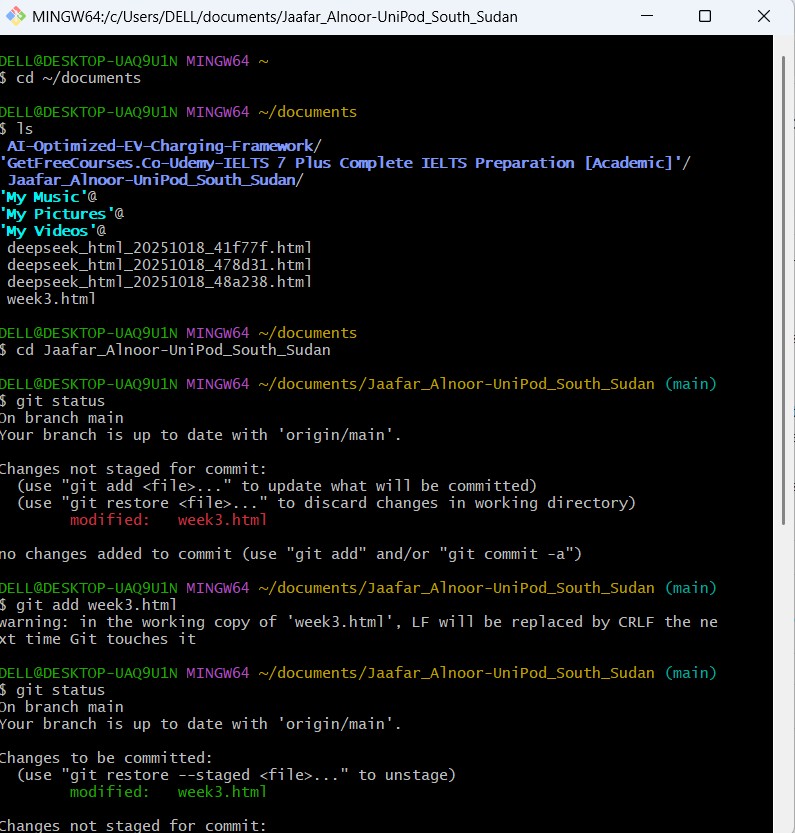 MINGW64:/c/Users/DELL/documents/Jaafar_Alnoor-UniPod_South_Sudan
DELL@DESKTOP-UAQ9U1N MINGW64 ~
$ cd ~/documents
DELL@DESKTOP-UAQ9U1N MINGW64 ~/documents
$ ls
AI-Optimized-EV-Charging-Framework/
'GetFreeCourses.Co-Udemy-IELTS 7 Plus Complete IELTS Preparation [Academic]'/
Jaafar_Alnoor-UniPod_South_Sudan/
'My Music'@
'My Pictures'@
'My Videos'@
deepseek_html_20251018_41f77f.html
deepseek_html_20251018_478d31.html
deepseek_html_20251018_48a238.html
week3.html
DELL@DESKTOP-UAQ9U1N MINGW64 ~/documents
$ cd Jaafar_Alnoor-UniPod_South_Sudan
DELL@DESKTOP-UAQ9U1N MINGW64 ~/documents/Jaafar_Alnoor-UniPod_South_Sudan (main)
$ git status
On branch main
Your branch is up to date with 'origin/main'.
Changes not staged for commit:
(use "git add <file>..." to update what will be committed)
(use "git restore <file>..." to discard changes in working directory)
modified:   week3.html
no changes added to commit (use "git add" and/or "git commit -a")
DELL@DESKTOP-UAQ9U1N MINGW64 ~/documents/Jaafar_Alnoor-UniPod_South_Sudan (main)
$ git add week3.html
warning: in the working copy of 'week3.html', LF will be replaced by CRLF the ne
xt time Git touches it
DELL@DESKTOP-UAQ9U1N MINGW64 ~/documents/Jaafar_Alnoor-UniPod_South_Sudan (main)
$ git status
On branch main
Your branch is up to date with 'origin/main'.
Changes to be committed:
(use "git restore --staged <file>..." to unstage)
modified:   week3.html
Changes not staged for commit: